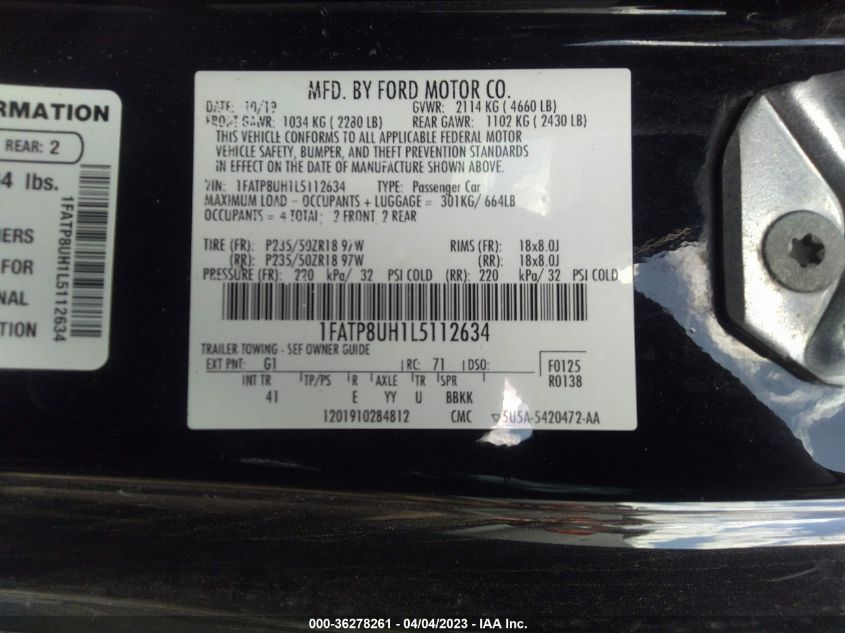 ORMATION
REAR: 2
4 lbs.
ERS
FOR
NAL
1FATP8UH1L5112634
MFD. BY FORD MOTOR CO.
DATE: 10/19 GVWR: 2114 KG ( 4660 LB)
FRONT GAWR: 1034 KG ( 2280 LB) REAR GAWR: 1102 KG ( 2430 LB)
THIS VEHICLE CONFORMS TO ALL APPLICABLE FEDERAL MOTOR
VEHICLE SAFETY, BUMPER, AND THEFT PREVENTION STANDARDS
IN EFFECT ON THE DATE OF MANUFACTURE SHOWN ABOVE.
VIN: 1FATP8UH1L5112634 TYPE: Passenger Car
MAXIMUM LOAD - OCCUPANTS + LUGGAGE = 301KG/ 664LB
OCCUPANTS = 4 TOTAL: 2 FRONT 2 REAR
TIRE (FR): P235/50ZR18 97W RIMS (FR): 18x8.0J
(RR): P235/50ZR18 97W (RR): 18x8.0J
PRESSURE (FR): 220 kPa/ 32 PSI COLD (RR): 220 kPa/ 32 PSI COLD
1FATP8UH1L5112634
TRAILER TOWING - SEE OWNER GUIDE
EXT PNT: G1 RC: 71 DSO: F0125
INT TR TP/PS R AXLE TR SPR R0138
41 E YY U BBKK
1201910284812 CMC ▽5U5A-5420472-AA
000-36278261 - 04/04/2023 - IAA Inc.